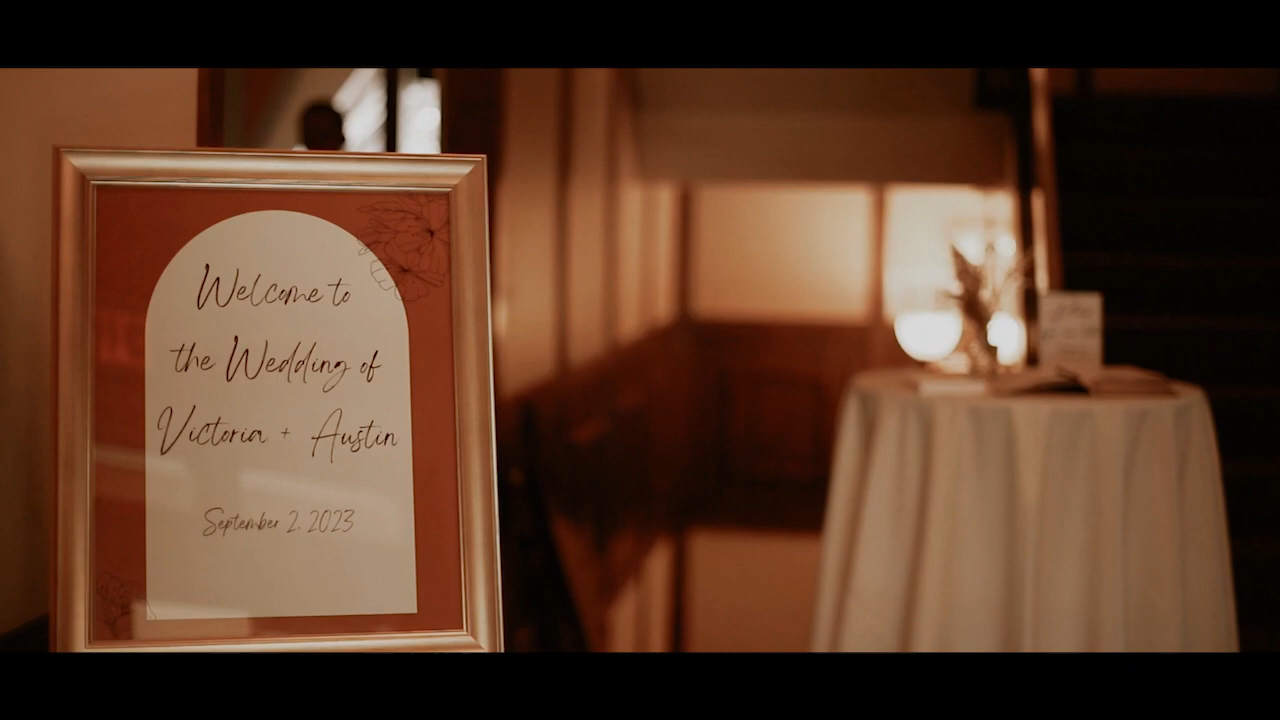 Welcome to
the Wedding of
Victoria + Austin
September 2, 2023